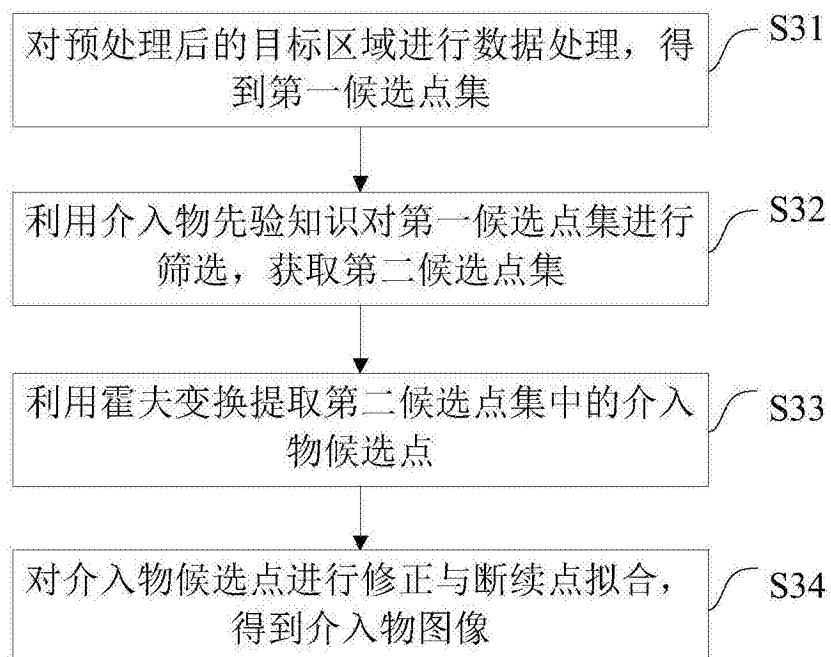 对预处理后的目标区域进行数据处理，得
到第一候选点集
S31
利用介入物先验知识对第一候选点集进行
筛选，获取第二候选点集
S32
利用霍夫变换提取第二候选点集中的介入
物候选点
S33
对介入物候选点进行修正与断续点拟合，
得到介入物图像
S34